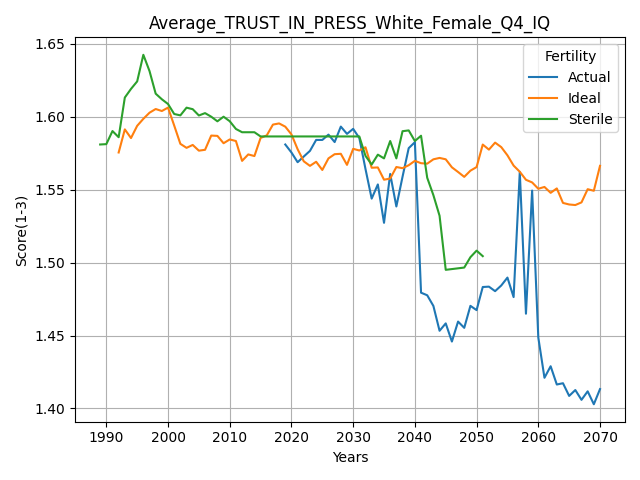 Average_TRUST_IN_PRESS_White_Female_Q4_IQ
Fertility
Actual
Ideal
Sterile
Score(1-3)
1.65
1.60
1.55
1.50
1.45
1.40
1990 2000 2010 2020 2030 2040 2050 2060 2070
Years